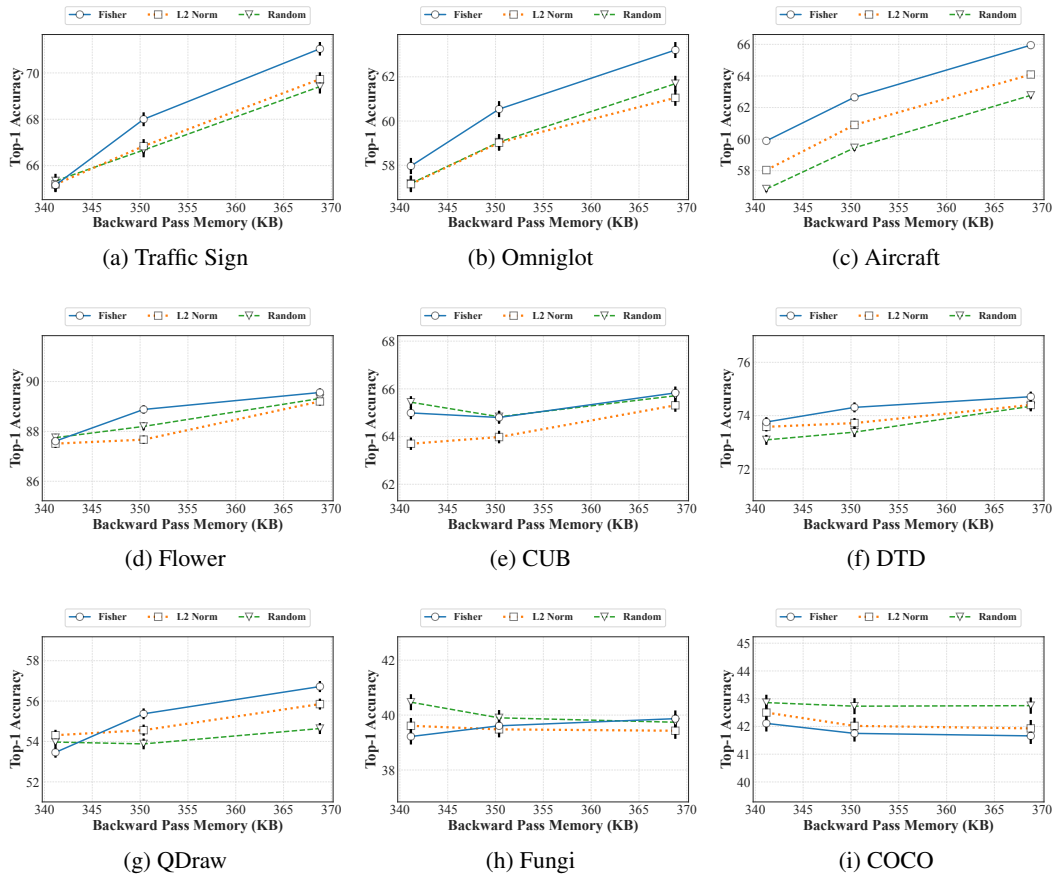 Fisher L2 Norm Random
Top-1 Accuracy
70
68
66
340 345 350 355 360 365 370
Backward Pass Memory (KB)
(a) Traffic Sign
Fisher L2 Norm Random
Top-1 Accuracy
62
60
58
340 345 350 355 360 365 370
Backward Pass Memory (KB)
(b) Omniglot
Fisher L2 Norm Random
Top-1 Accuracy
66
64
62
60
58
340 345 350 355 360 365 370
Backward Pass Memory (KB)
(c) Aircraft
Fisher L2 Norm Random
Top-1 Accuracy
90
88
86
340 345 350 355 360 365 370
Backward Pass Memory (KB)
(d) Flower
Fisher L2 Norm Random
Top-1 Accuracy
68
66
64
62
340 345 350 355 360 365 370
Backward Pass Memory (KB)
(e) CUB
Fisher L2 Norm Random
Top-1 Accuracy
76
74
72
340 345 350 355 360 365 370
Backward Pass Memory (KB)
(f) DTD
Fisher L2 Norm Random
Top-1 Accuracy
58
56
54
52
340 345 350 355 360 365 370
Backward Pass Memory (KB)
(g) QDraw
Fisher L2 Norm Random
Top-1 Accuracy
42
40
38
340 345 350 355 360 365 370
Backward Pass Memory (KB)
(h) Fungi
Fisher L2 Norm Random
Top-1 Accuracy
45
44
43
42
41
40
340 345 350 355 360 365 370
Backward Pass Memory (KB)
(i) COCO